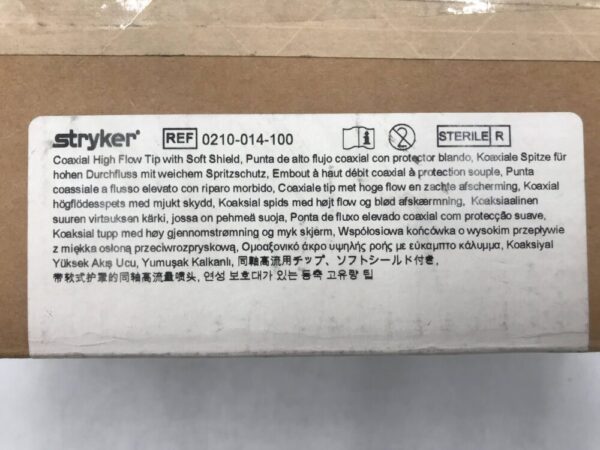 stryker® REF 0210-014-100 STERILE R
Coaxial High Flow Tip with Soft Shield, Punta de alto flujo coaxial con protector blando, Koaxiale Spitze für
hohen Durchfluss mit weichem Spritzschutz, Embout à haut débit coaxial à protection souple, Punta
coassiale a flusso elevato con riparo morbido, Coaxiale tip met hoge flow en zachte afscherming, Koaxial
högflödesspets med mjukt skydd, Koaksial spids med højt flow og blød afskærmning. Koaksiaalinen
suuren virtauksen kärki, jossa on pehmeä suoja, Ponta de fluxo elevado coaxial com protecção suave,
Koaksial tupp med høy gjennomstrømning og myk skjerm, Współosiowa końcówka o wysokim przepływie
z miękka osłoną przeciwrozpryskową, Ομοαξονικό άκρο υψηλής ροής με εύκαμπτο κάλυμμα, Koaksiyal
Yüksek Akış Ucu, Yumuşak Kalkanlı, 同軸高流用チップ、ソフトシールド付き,
带软式护罩的同轴高流量喷头, 연성 보호대가 있는 동축 고유량 팁